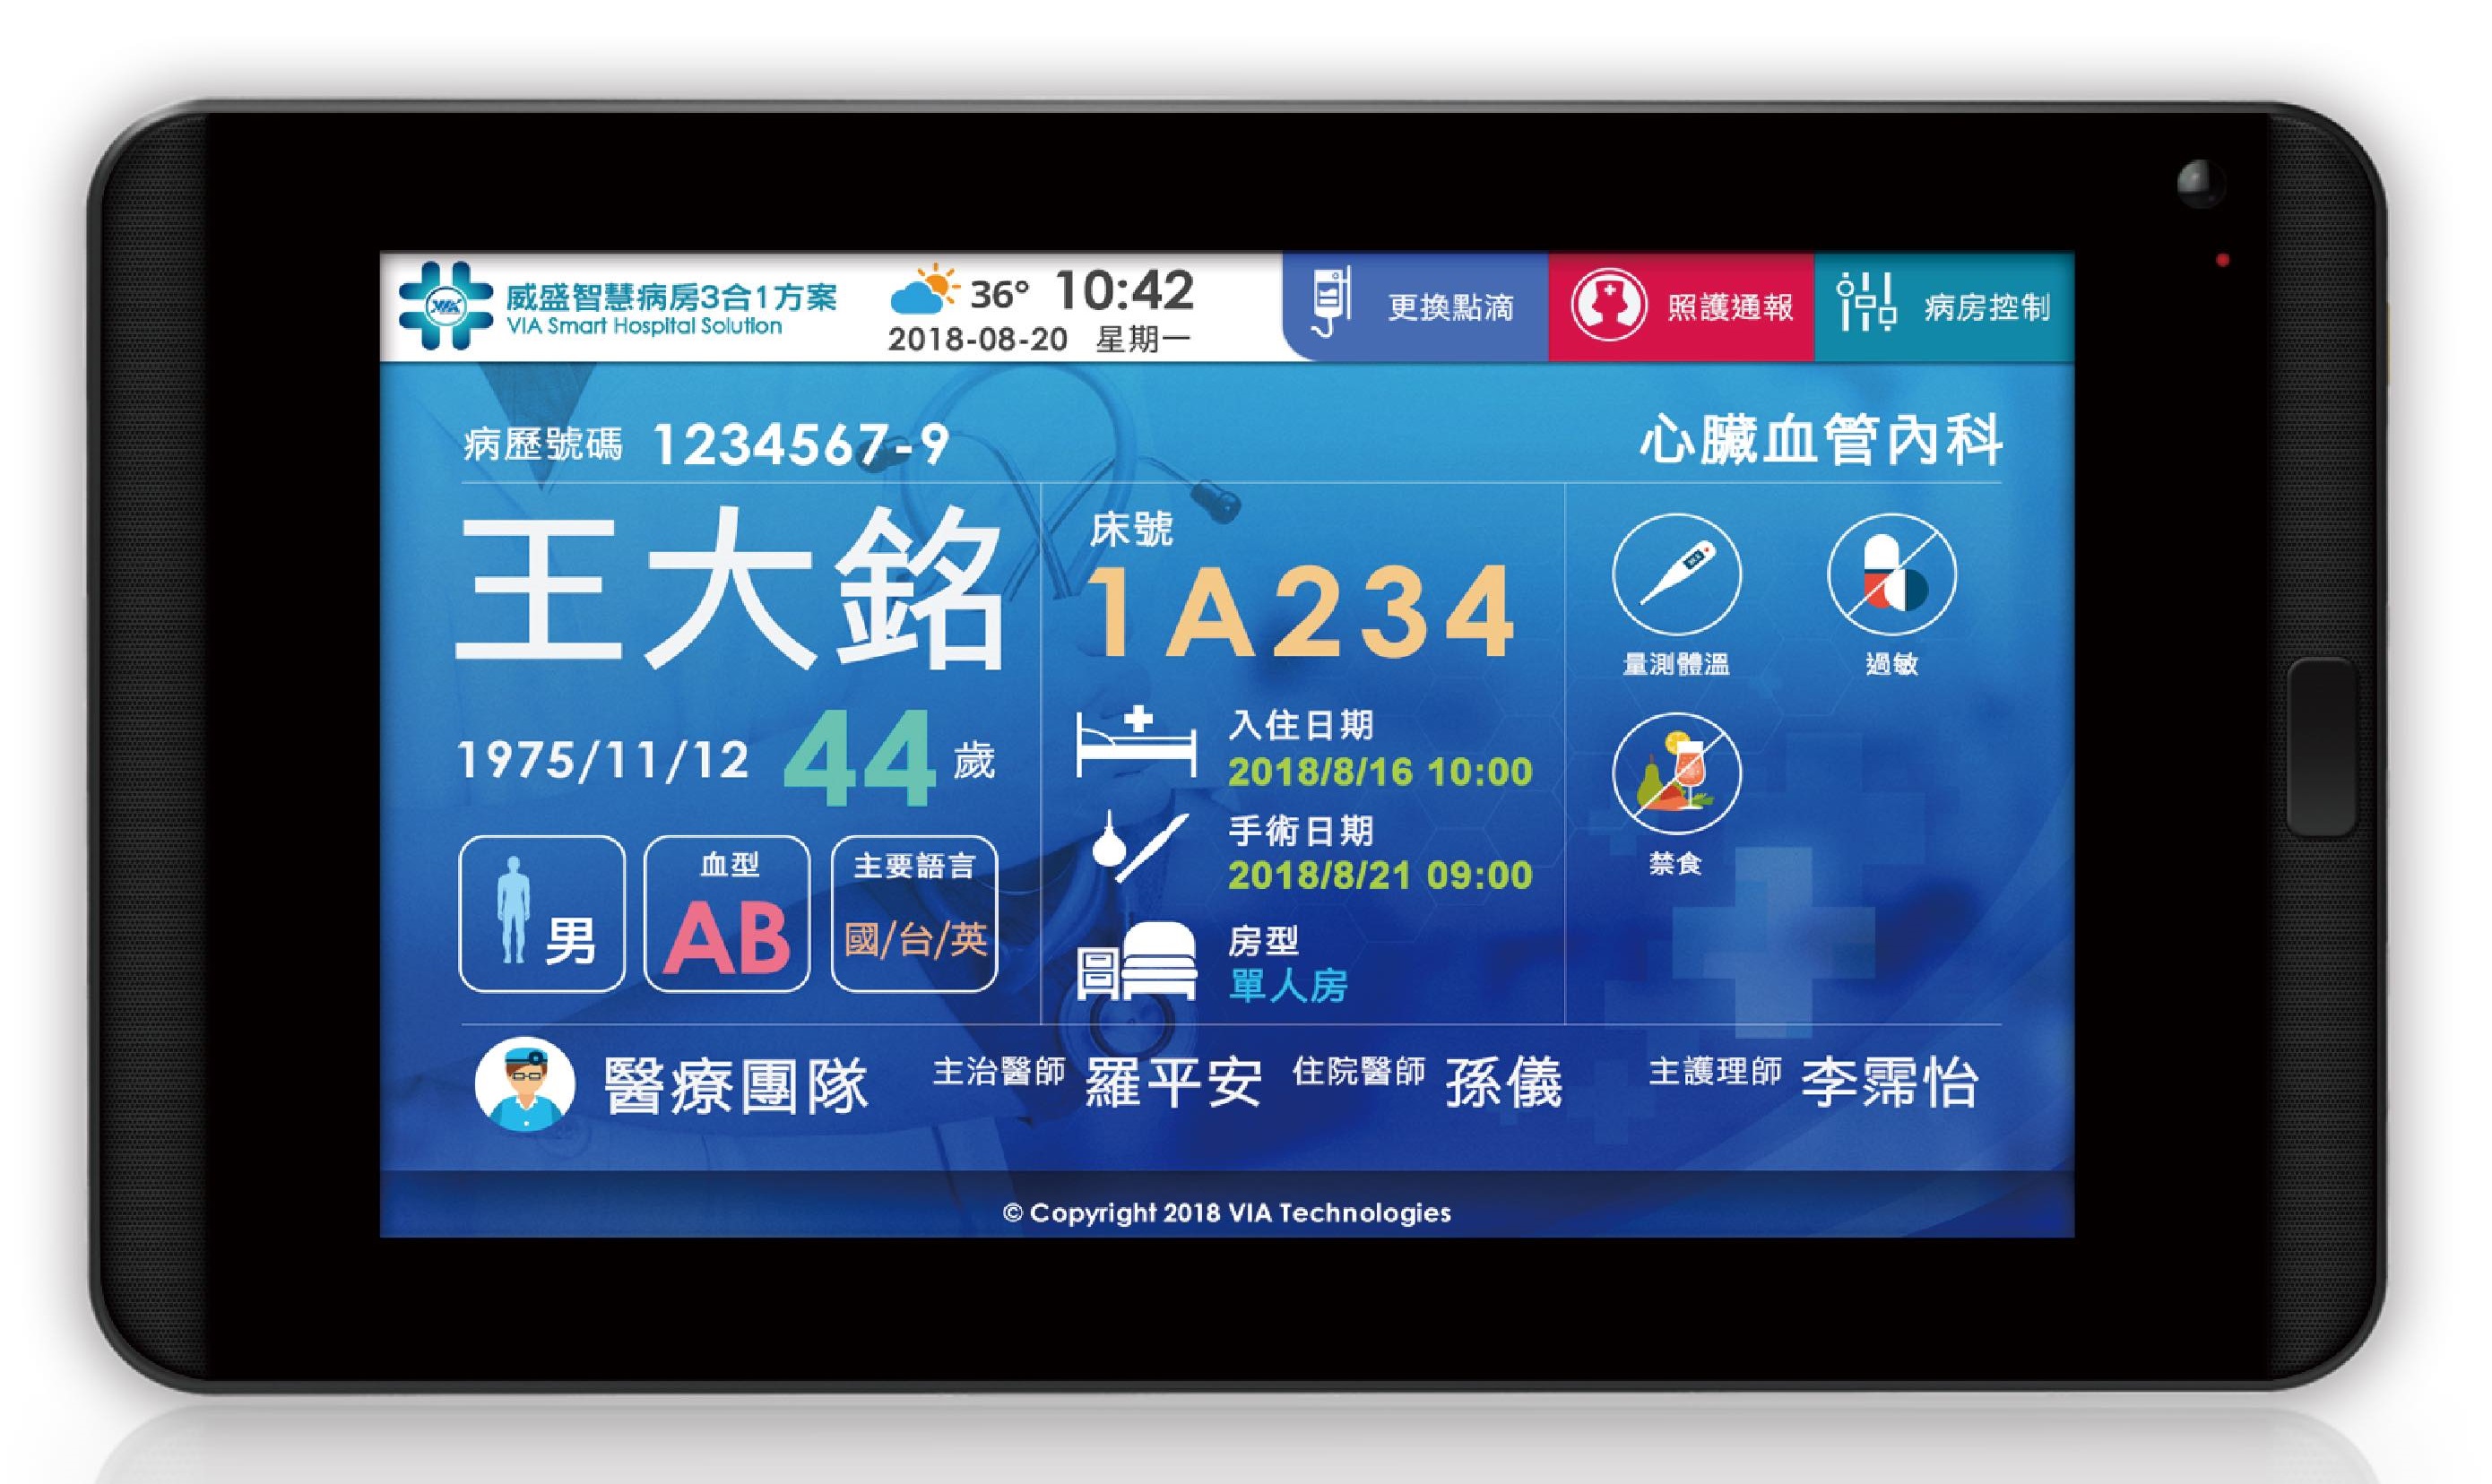 威盛智慧病房3合1方案
VIA Smart Hospital Solution
36° 10:42
2018-08-20 星期一
更換點滴
照護通報
病房控制
病歷號碼 1234567-9
心臟血管內科
王大銘
1975/11/12 44歲
男
血型
AB
主要語言
國/台/英
床號
1A234
入住日期
2018/8/16 10:00
手術日期
2018/8/21 09:00
房型
單人房
量測體溫
過敏
禁食
醫療團隊 主治醫師 羅平安 住院醫師 孫儀 主護理師 李霈怡
© Copyright 2018 VIA Technologies